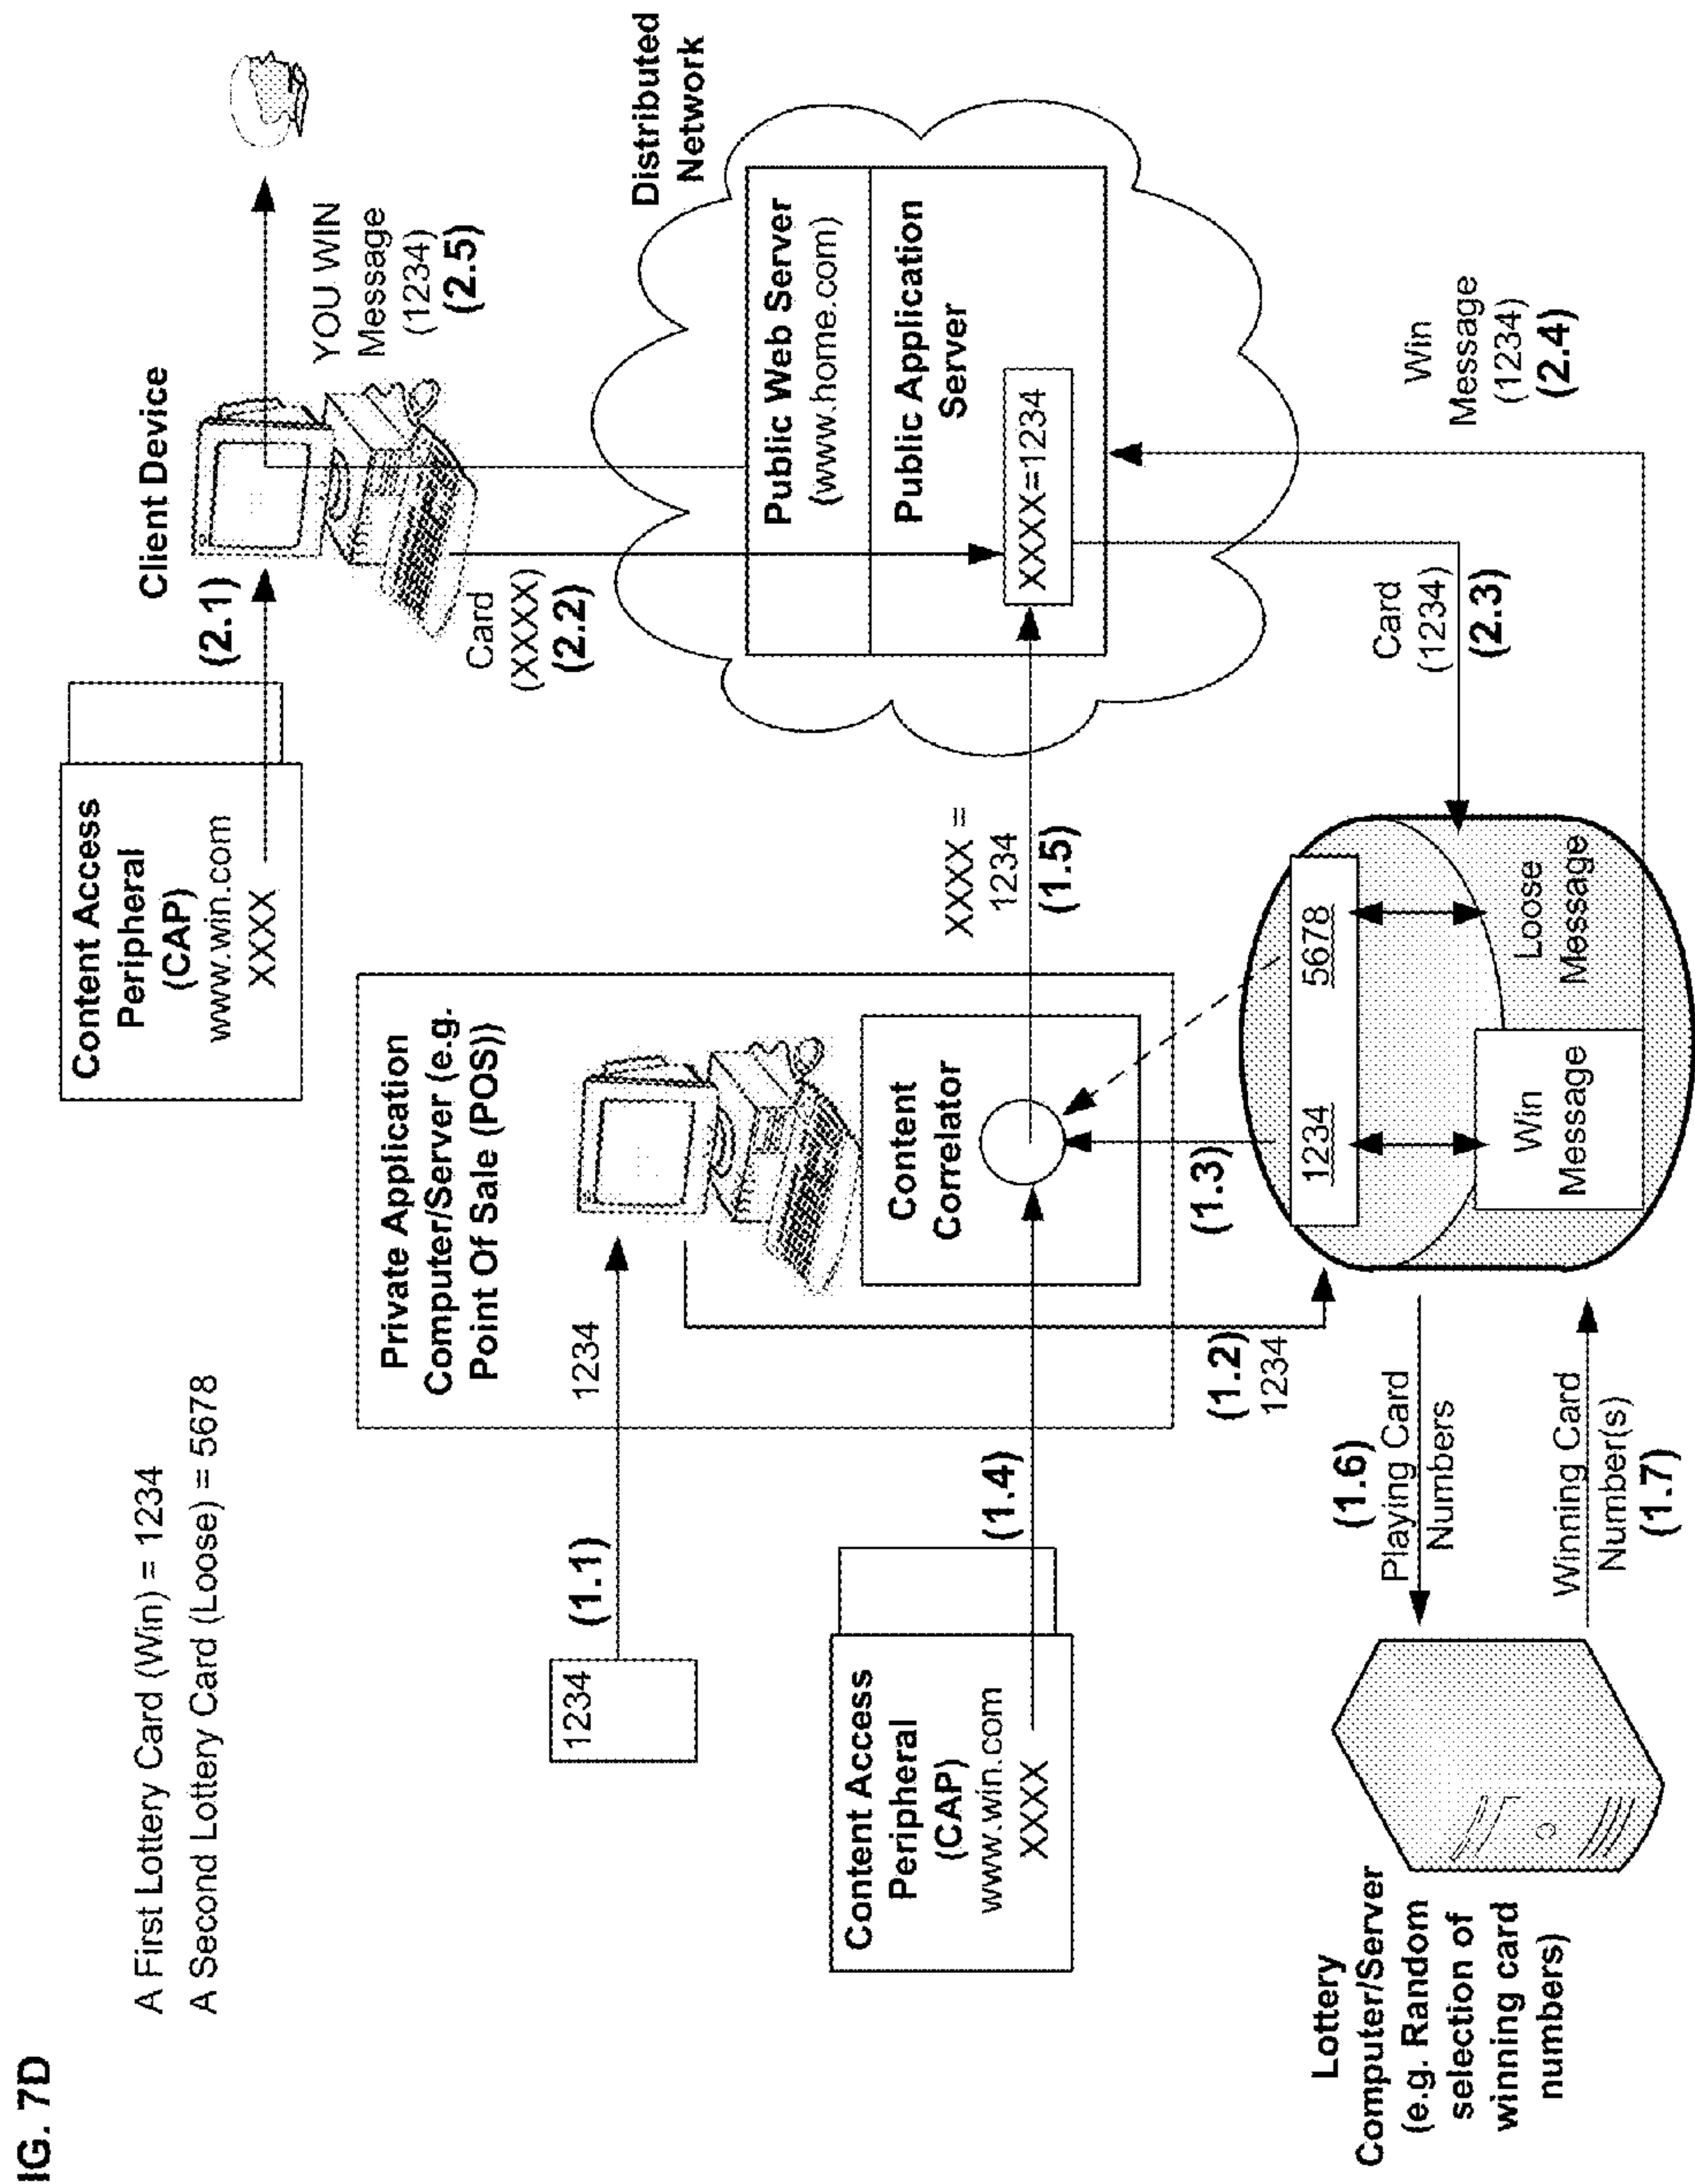 IG. 7D
A First Lottery Card (Win) = 1234
A Second Lottery Card (Loose) = 5678
Content Access
Peripheral
(CAP)
www.win.com
XXXX
(2.1)
Client Device
YOU WIN
Message
(1234)
(2.5)
Card
(XXXX)
(2.2)
Distributed
Network
Public Web Server
(www.home.com)
Public Application
Server
XXXX=1234
Private Application
Computer/Server (e.g.
Point Of Sale (POS))
1234
(1.1)
1234
Content
Correlator
Content Access
Peripheral
(CAP)
www.win.com
XXXX
(1.4)
(1.2)
1234
(1.3)
XXXX =
1234
(1.5)
Card
(1234)
(2.3)
Win
Message
(1234)
(2.4)
1234
5678
Win
Message
Loose
Message
(1.6)
Playing Card
Numbers
Winning Card
Number(s)
(1.7)
Lottery
Computer/Server
(e.g. Random
selection of
winning card
numbers)